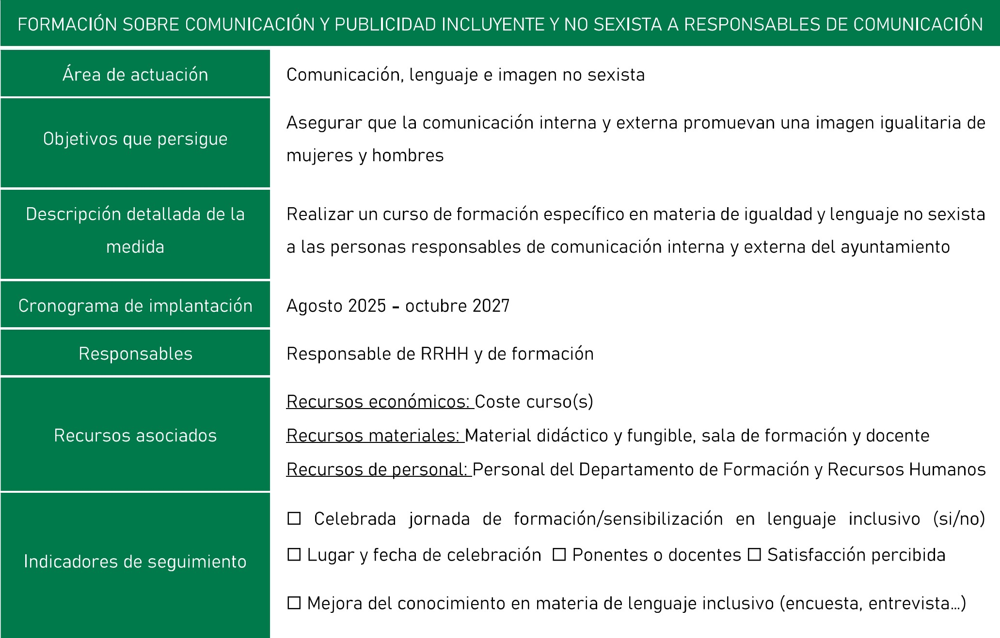 FORMACIÓN SOBRE COMUNICACIÓN Y PUBLICIDAD INCLUYENTE Y NO SEXISTA A RESPONSABLES DE COMUNICACIÓN
Área de actuación
Comunicación, lenguaje e imagen no sexista
Objetivos que persigue
Asegurar que la comunicación interna y externa promuevan una imagen igualitaria de
mujeres y hombres
Descripción detallada de la
medida
Realizar un curso de formación específico en materia de igualdad y lenguaje no sexista
a las personas responsables de comunicación interna y externa del ayuntamiento
Cronograma de implantación
Agosto 2025 - octubre 2027
Responsables
Responsable de RRHH y de formación
Recursos asociados
Recursos económicos: Coste curso(s)
Recursos materiales: Material didáctico y fungible, sala de formación y docente
Recursos de personal: Personal del Departamento de Formación y Recursos Humanos
Indicadores de seguimiento
☐ Celebrada jornada de formación/sensibilización en lenguaje inclusivo (si/no)
☐ Lugar y fecha de celebración ☐ Ponentes o docentes ☐ Satisfacción percibida
☐ Mejora del conocimiento en materia de lenguaje inclusivo (encuesta, entrevista…)